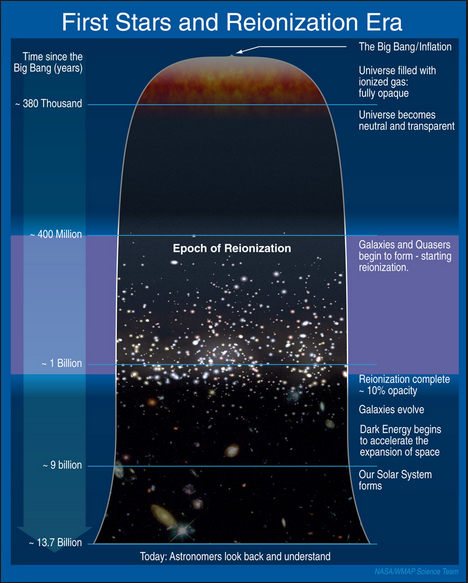 First Stars and Reionization Era
Time since the
Big Bang (years)
The Big Bang/Inflation
Universe filled with
ionized gas:
fully opaque
~ 380 Thousand
Universe becomes
neutral and transparent
~ 400 Million
Epoch of Reionization
Galaxies and Quasers
begin to form - starting
reionization.
~ 1 Billion
Reionization complete
~ 10% opacity
Galaxies evolve
Dark Energy begins
to accelerate the
expansion of space
~ 9 billion
Our Solar System
forms
~ 13.7 Billion
Today: Astronomers look back and understand
NASA/WMAP Science Team